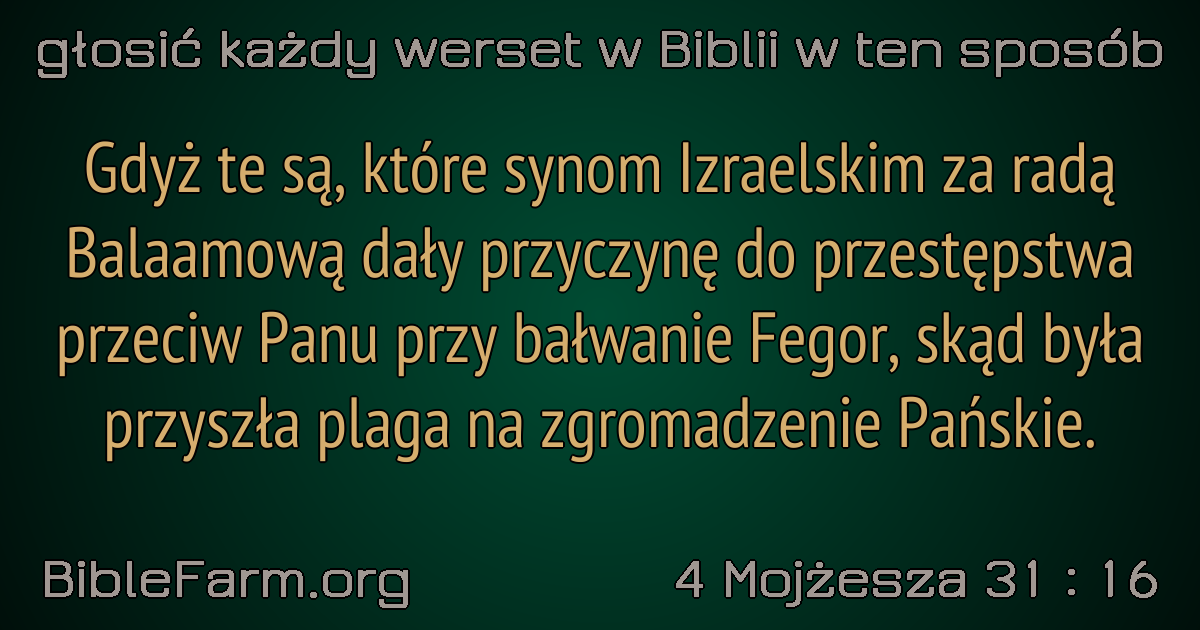 głosić każdy werset w Biblii w ten sposób
Gdyż te są, które synom Izraelskim za radą
Balaamową dały przyczynę do przestępstwa
przeciw Panu przy bałwanie Fegor, skąd była
przyszła plaga na zgromadzenie Pańskie.
BibleFarm.org
4 Mojżesza 31 : 16